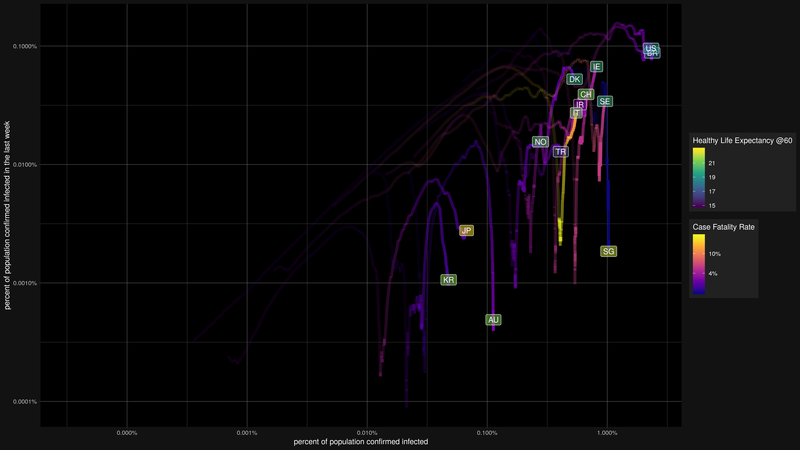 percent of population confirmed infected in the last week
0.1000%
0.0100%
0.0010%
0.0001%
US
IE
DK
CH
SE
IR
IT
NO
TR
JP
SG
KR
AU
0.000%
0.001%
0.010%
0.100%
1.000%
percent of population confirmed infected
Healthy Life Expectancy @60
21
19
17
15
Case Fatality Rate
10%
4%